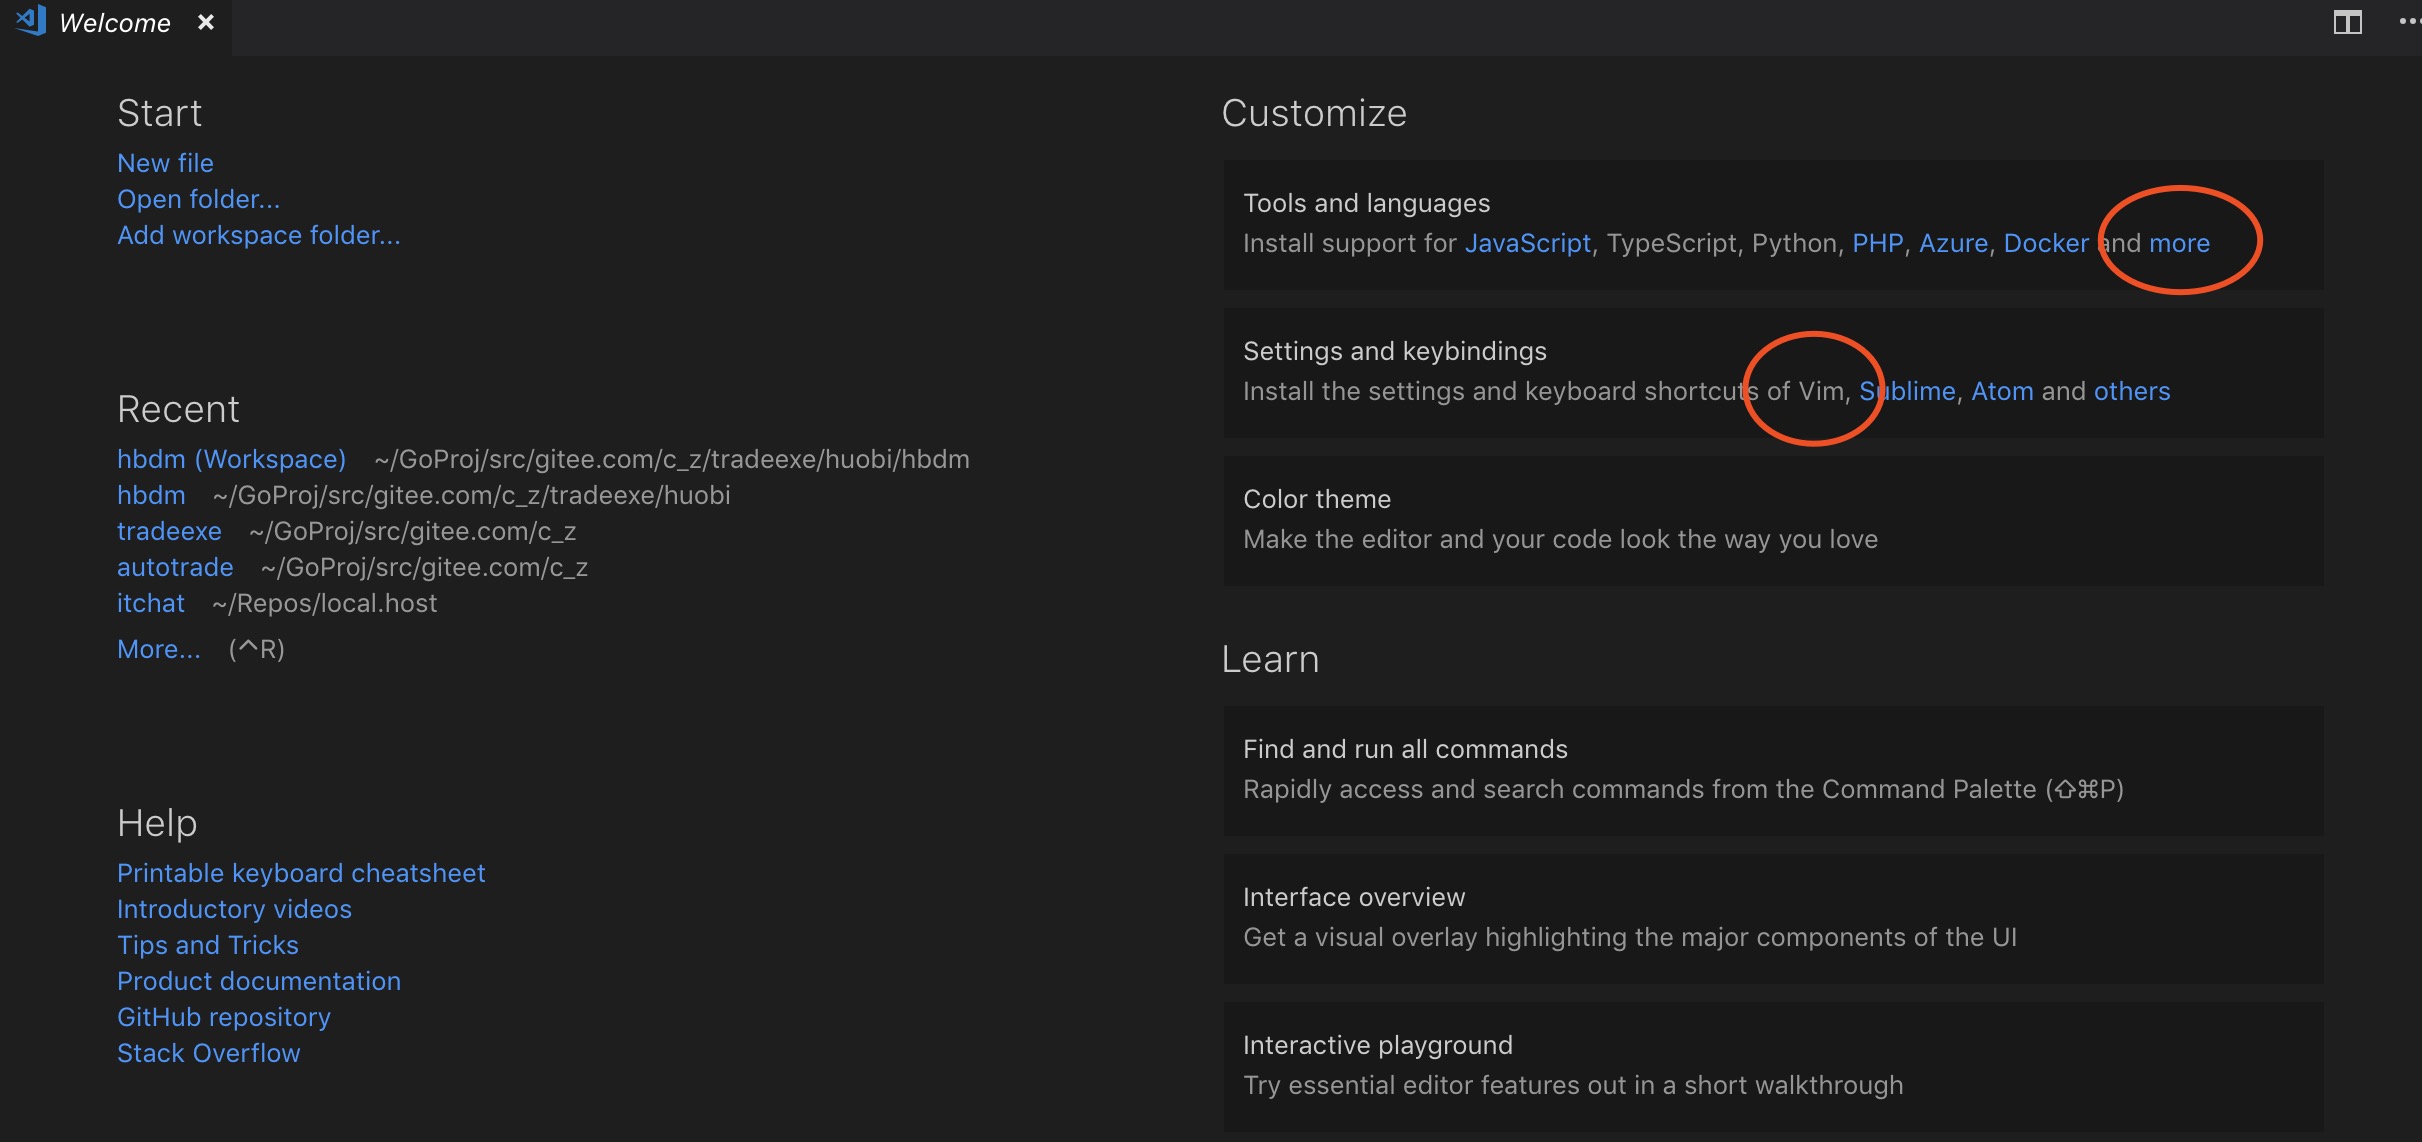 Welcome ×
Start
New file
Open folder...
Add workspace folder...
Recent
hbdm (Workspace) ~/GoProj/src/gitee.com/c_z/tradeexe/huobi/hbdm
hbdm ~/GoProj/src/gitee.com/c_z/tradeexe/huobi
tradeexe ~/GoProj/src/gitee.com/c_z
autotrade ~/GoProj/src/gitee.com/c_z
itchat ~/Repos/local.host
More... (^R)
Help
Printable keyboard cheatsheet
Introductory videos
Tips and Tricks
Product documentation
GitHub repository
Stack Overflow
Customize
Tools and languages
Install support for JavaScript, TypeScript, Python, PHP, Azure, Docker and more
Settings and keybindings
Install the settings and keyboard shortcuts of Vim, Sublime, Atom and others
Color theme
Make the editor and your code look the way you love
Learn
Find and run all commands
Rapidly access and search commands from the Command Palette (⇧⌘P)
Interface overview
Get a visual overlay highlighting the major components of the UI
Interactive playground
Try essential editor features out in a short walkthrough